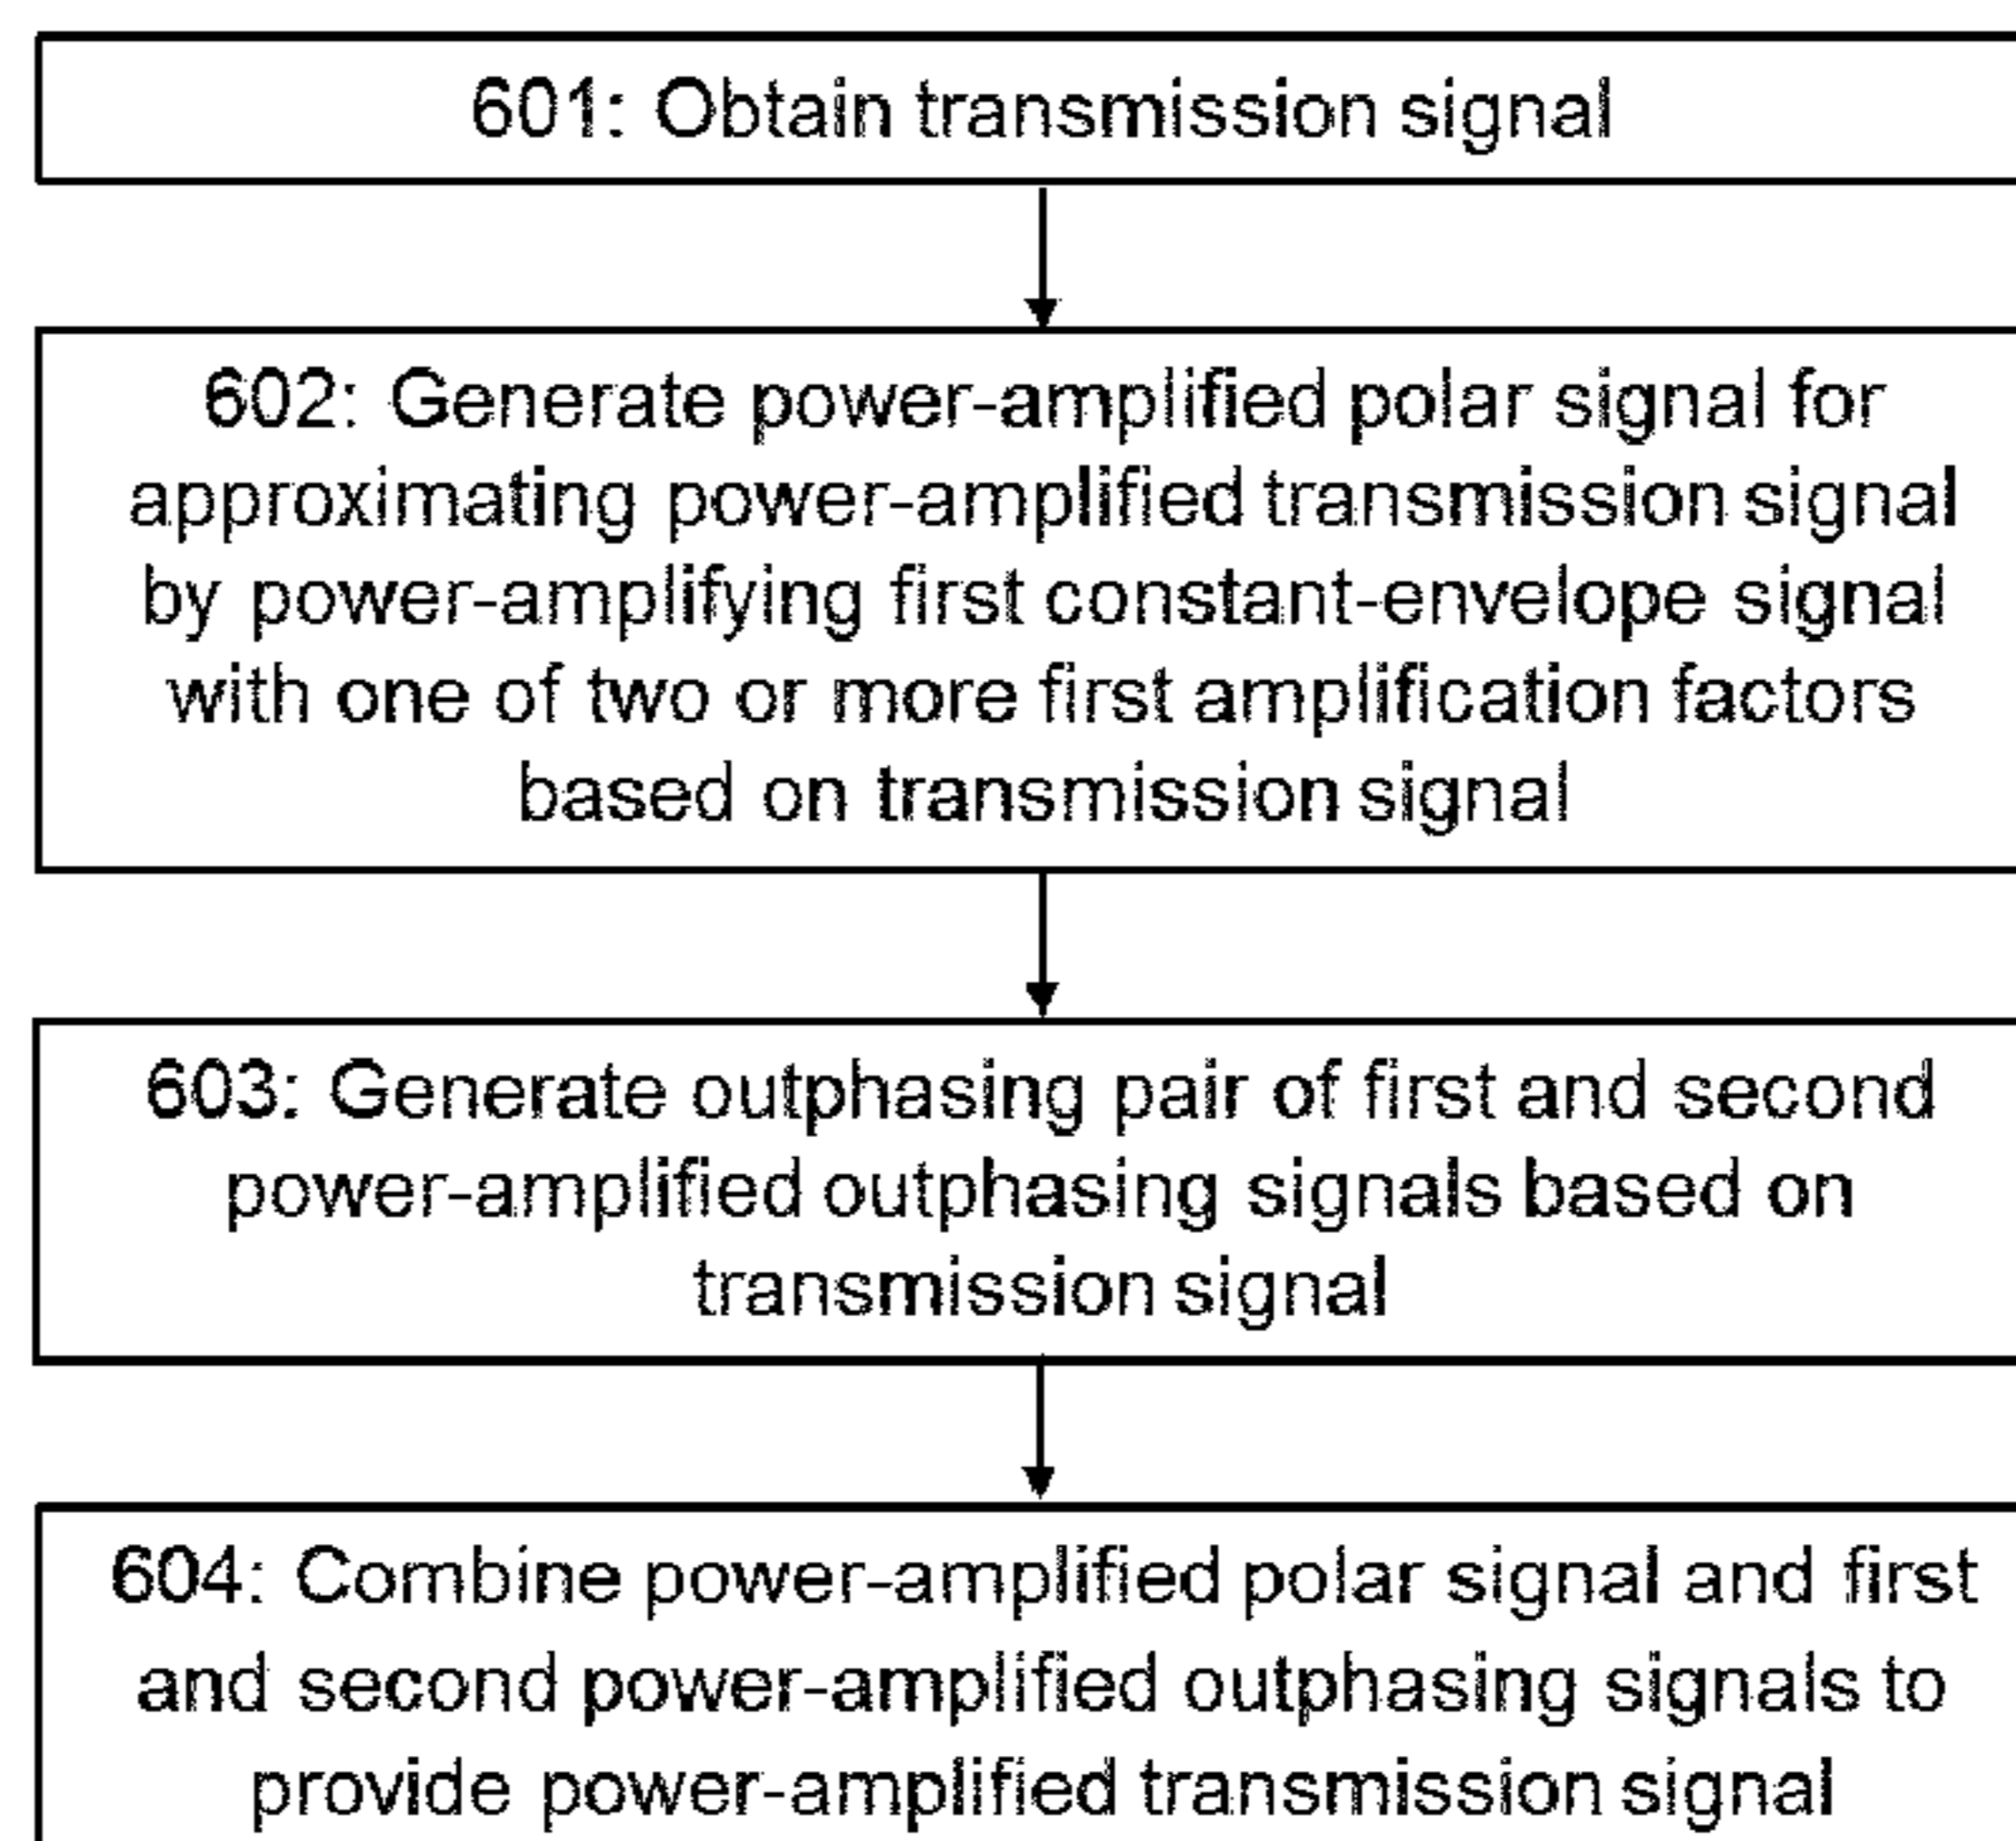 601: Obtain transmission signal
602: Generate power-amplified polar signal for
approximating power-amplified transmission signal
by power-amplifying first constant-envelope signal
with one of two or more first amplification factors
based on transmission signal
603: Generate outphasing pair of first and second
power-amplified outphasing signals based on
transmission signal
604: Combine power-amplified polar signal and first
and second power-amplified outphasing signals to
provide power-amplified transmission signal